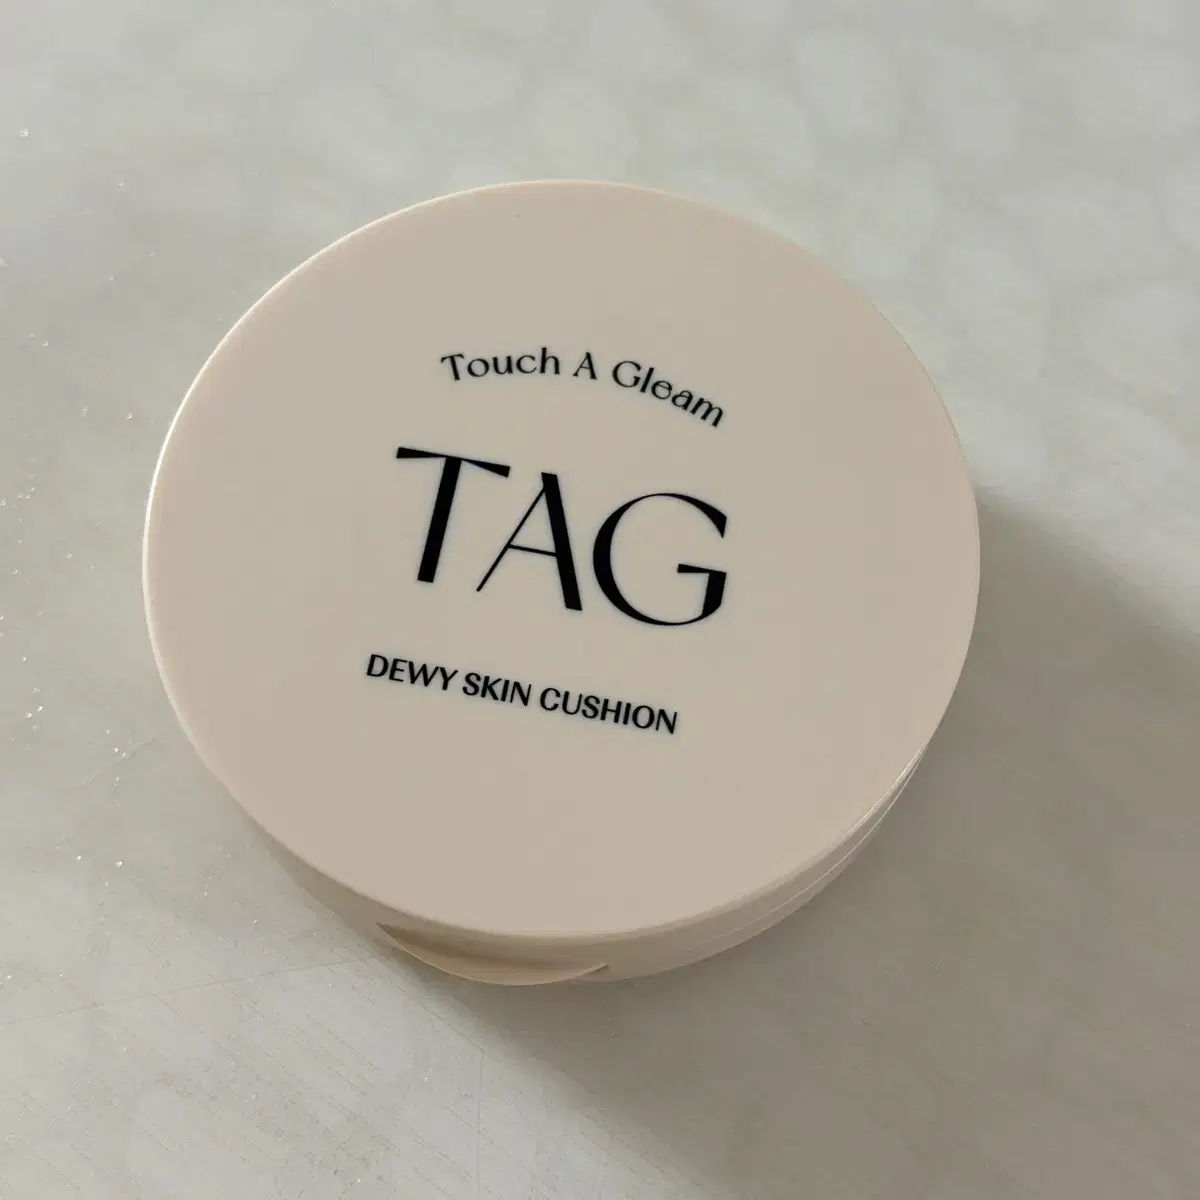 Touch A Gleam
TAG
DEWY SKIN CUSHION